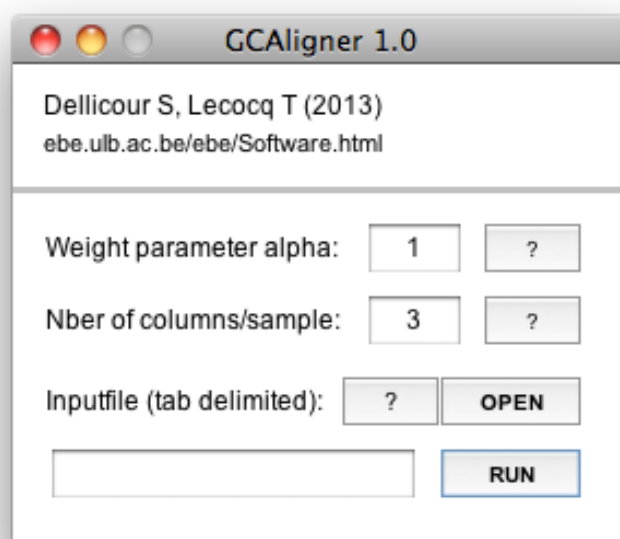 GCAligner 1.0
Dellicour S, Lecocq T (2013)
ebe.ulb.ac.be/ebe/Software.html
Weight parameter alpha: 1 ?
Nber of columns/sample: 3 ?
Inputfile (tab delimited): ? OPEN
RUN